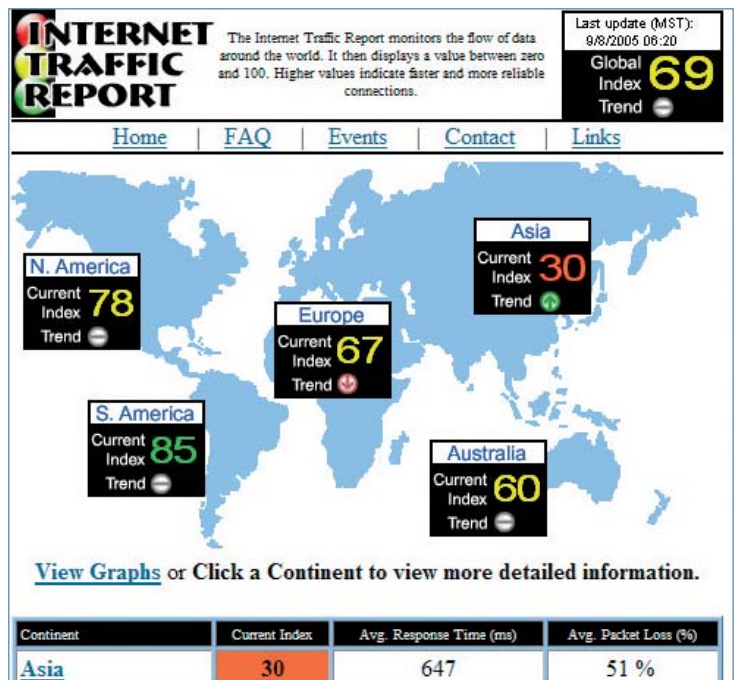 INTERNET
TRAFFIC
REPORT
The Internet Traffic Report monitors the flow of data
around the world. It then displays a value between zero
and 100. Higher values indicate faster and more reliable
connections.
Last update (MST):
9/8/2005 06:20
Global
Index 69
Trend
Home | FAQ | Events | Contact | Links
N. America
Current
Index 78
Trend
Asia
Current
Index 30
Trend
Europe
Current
Index 67
Trend
S. America
Current
Index 85
Trend
Australia
Current
Index 60
Trend
View Graphs or Click a Continent to view more detailed information.
Continent Current Index Avg. Response Time (ms) Avg. Packet Loss (%)
Asia 30 647 51 %